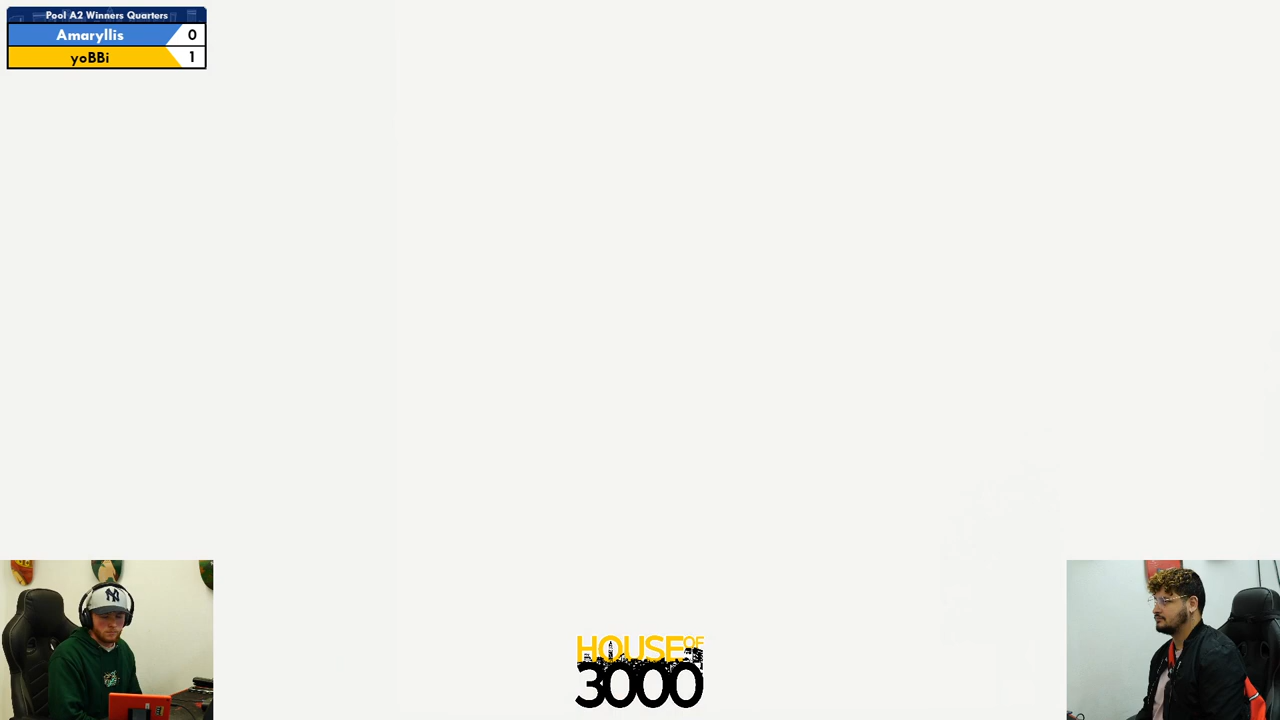 Pool A2 Winners Quarters
Amaryllis 0
yoBBi 1
HOUSE OF
3000
NY